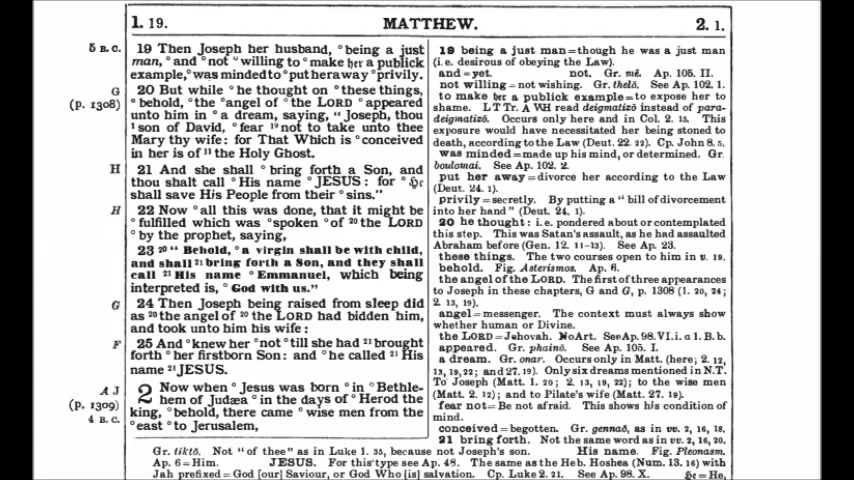 1. 19. MATTHEW. 2. 1.
5 B.C.
19 Then Joseph her husband, °being a just
man, °and °not °willing to °make her a publick
example, °was minded to °put her away °privily.
G
(p. 1308)
20 But while °he thought on °these things,
°behold, °the °angel of °the LORD °appeared
unto him in °a dream, saying, "Joseph, thou
1 son of David, °fear 19 not to take unto thee
Mary thy wife: for That Which is °conceived
in her is of 11 the Holy Ghost.
H
21 And she shall °bring forth a Son, and
thou shalt call °His name °JESUS: for °He
shall save His People from their °sins."
H
22 Now °all this was done, that it might be
°fulfilled which was °spoken °of 20 the LORD
°by the prophet, saying,
23 20 "Behold, °a virgin shall be with child,
and shall 21 bring forth a Son, and they shall
call 21 His name °Emmanuel, which being
interpreted is, °God with us."
G
24 Then Joseph being raised from sleep did
as 20 the angel of 20 the LORD had bidden him,
and took unto him his wife:
F
25 And °knew her °not °till she had 21 brought
forth °her firstborn Son: and °he called 21 His
name 21 JESUS.
A J
(p. 1309)
4 B.C.
2 Now when °Jesus was born °in °Bethle-
hem of Judæa °in the days of °Herod the
king, °behold, there came °wise men from the
°east °to Jerusalem,
19 being a just man = though he was a just man
(i.e. desirous of obeying the Law).
and = yet. not. Gr. mē. Ap. 105. II.
not willing = not wishing. Gr. thelō. See Ap. 102. 1.
to make her a publick example = to expose her to
shame. L T Tr. A WH read deigmatizō instead of para-
deigmatizō. Occurs only here and in Col. 2. 15. This
exposure would have necessitated her being stoned to
death, according to the Law (Deut. 22. 22). Cp. John 8. 5.
was minded = made up his mind, or determined. Gr.
boulomai. See Ap. 102. 2.
put her away = divorce her according to the Law
(Deut. 24. 1).
privily = secretly. By putting a "bill of divorcement
into her hand" (Deut. 24. 1).
20 he thought: i.e. pondered about or contemplated
this step. This was Satan's assault, as he had assaulted
Abraham before (Gen. 12. 11-13). See Ap. 23.
these things. The two courses open to him in v. 19.
behold. Fig. Asterismos. Ap. 6.
the angel of the LORD. The first of three appearances
to Joseph in these chapters, G and G, p. 1308 (1. 20, 24;
2. 13, 19).
angel = messenger. The context must always show
whether human or Divine.
the LORD = Jehovah. No Art. See Ap. 98. VI. i. a 1. B. b.
appeared. Gr. phainō. See Ap. 105. I.
a dream. Gr. onar. Occurs only in Matt. (here; 2. 12,
13, 19, 22; and 27. 19). Only six dreams mentioned in N.T.
To Joseph (Matt. 1. 20; 2. 13, 19, 22); to the wise men
(Matt. 2. 12); and to Pilate's wife (Matt. 27. 19).
fear not = Be not afraid. This shows his condition of
mind.
conceived = begotten. Gr. gennaō, as in vv. 2, 16, 18.
21 bring forth. Not the same word as in vv. 2, 16, 20.
Gr. tiktō. Not "of thee" as in Luke 1. 35, because not Joseph's son. His name. Fig. Pleonasm.
Ap. 6 = Him. JESUS. For this type see Ap. 48. The same as the Heb. Hoshea (Num. 13. 16) with
Jah prefixed = God [our] Saviour, or God Who [is] salvation. Cp. Luke 2. 21. See Ap. 98. X. He = He,